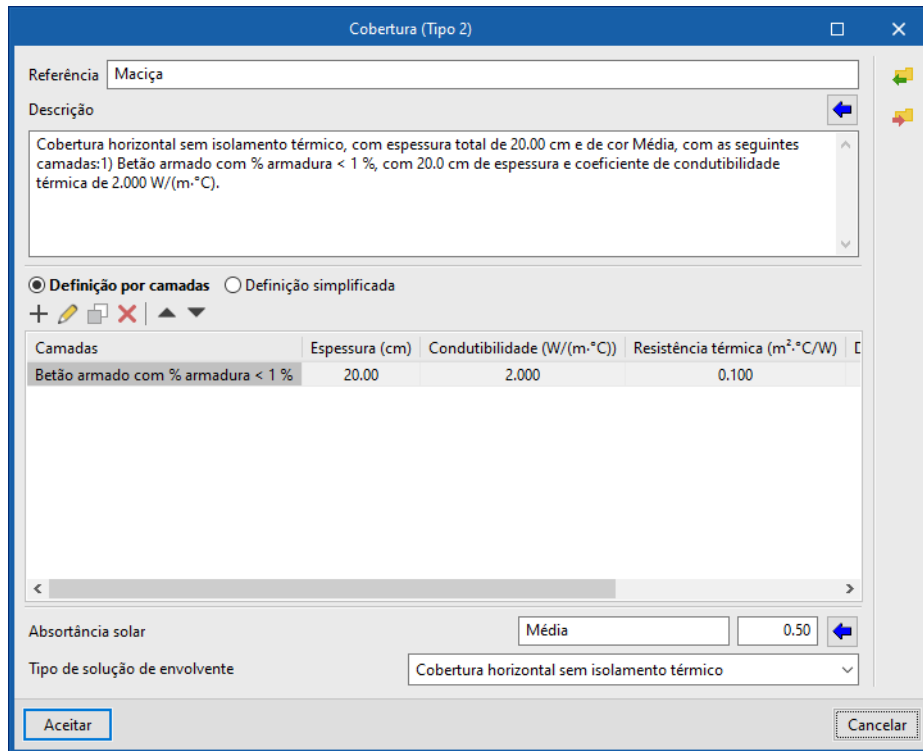 Cobertura (Tipo 2)
Referência Maciça
Descrição
Cobertura horizontal sem isolamento térmico, com espessura total de 20.00 cm e de cor Média, com as seguintes
camadas:1) Betão armado com % armadura < 1 %, com 20.0 cm de espessura e coeficiente de condutibilidade
térmica de 2.000 W/(m·°C).
Definição por camadas Definição simplificada
Camadas Espessura (cm) Condutibilidade (W/(m·°C)) Resistência térmica (m²·°C/W)
Betão armado com % armadura < 1 % 20.00 2.000 0.100
Absortância solar Média 0.50
Tipo de solução de envolvente Cobertura horizontal sem isolamento térmico
Aceitar Cancelar